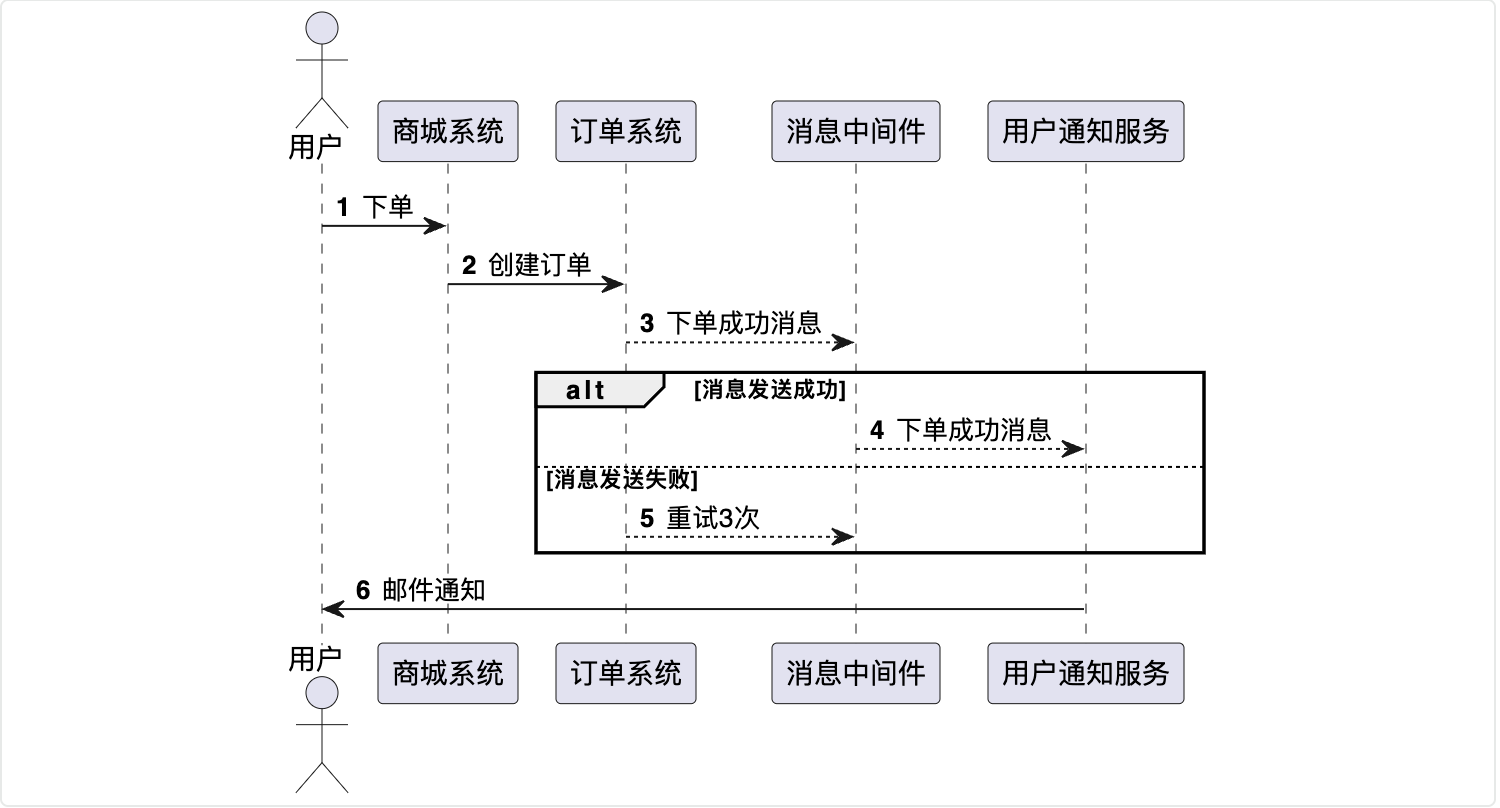 用户
商城系统
订单系统
消息中间件
用户通知服务
1 下单
2 创建订单
3 下单成功消息
alt [消息发送成功]
4 下单成功消息
[消息发送失败]
5 重试3次
6 邮件通知
用户
商城系统
订单系统
消息中间件
用户通知服务